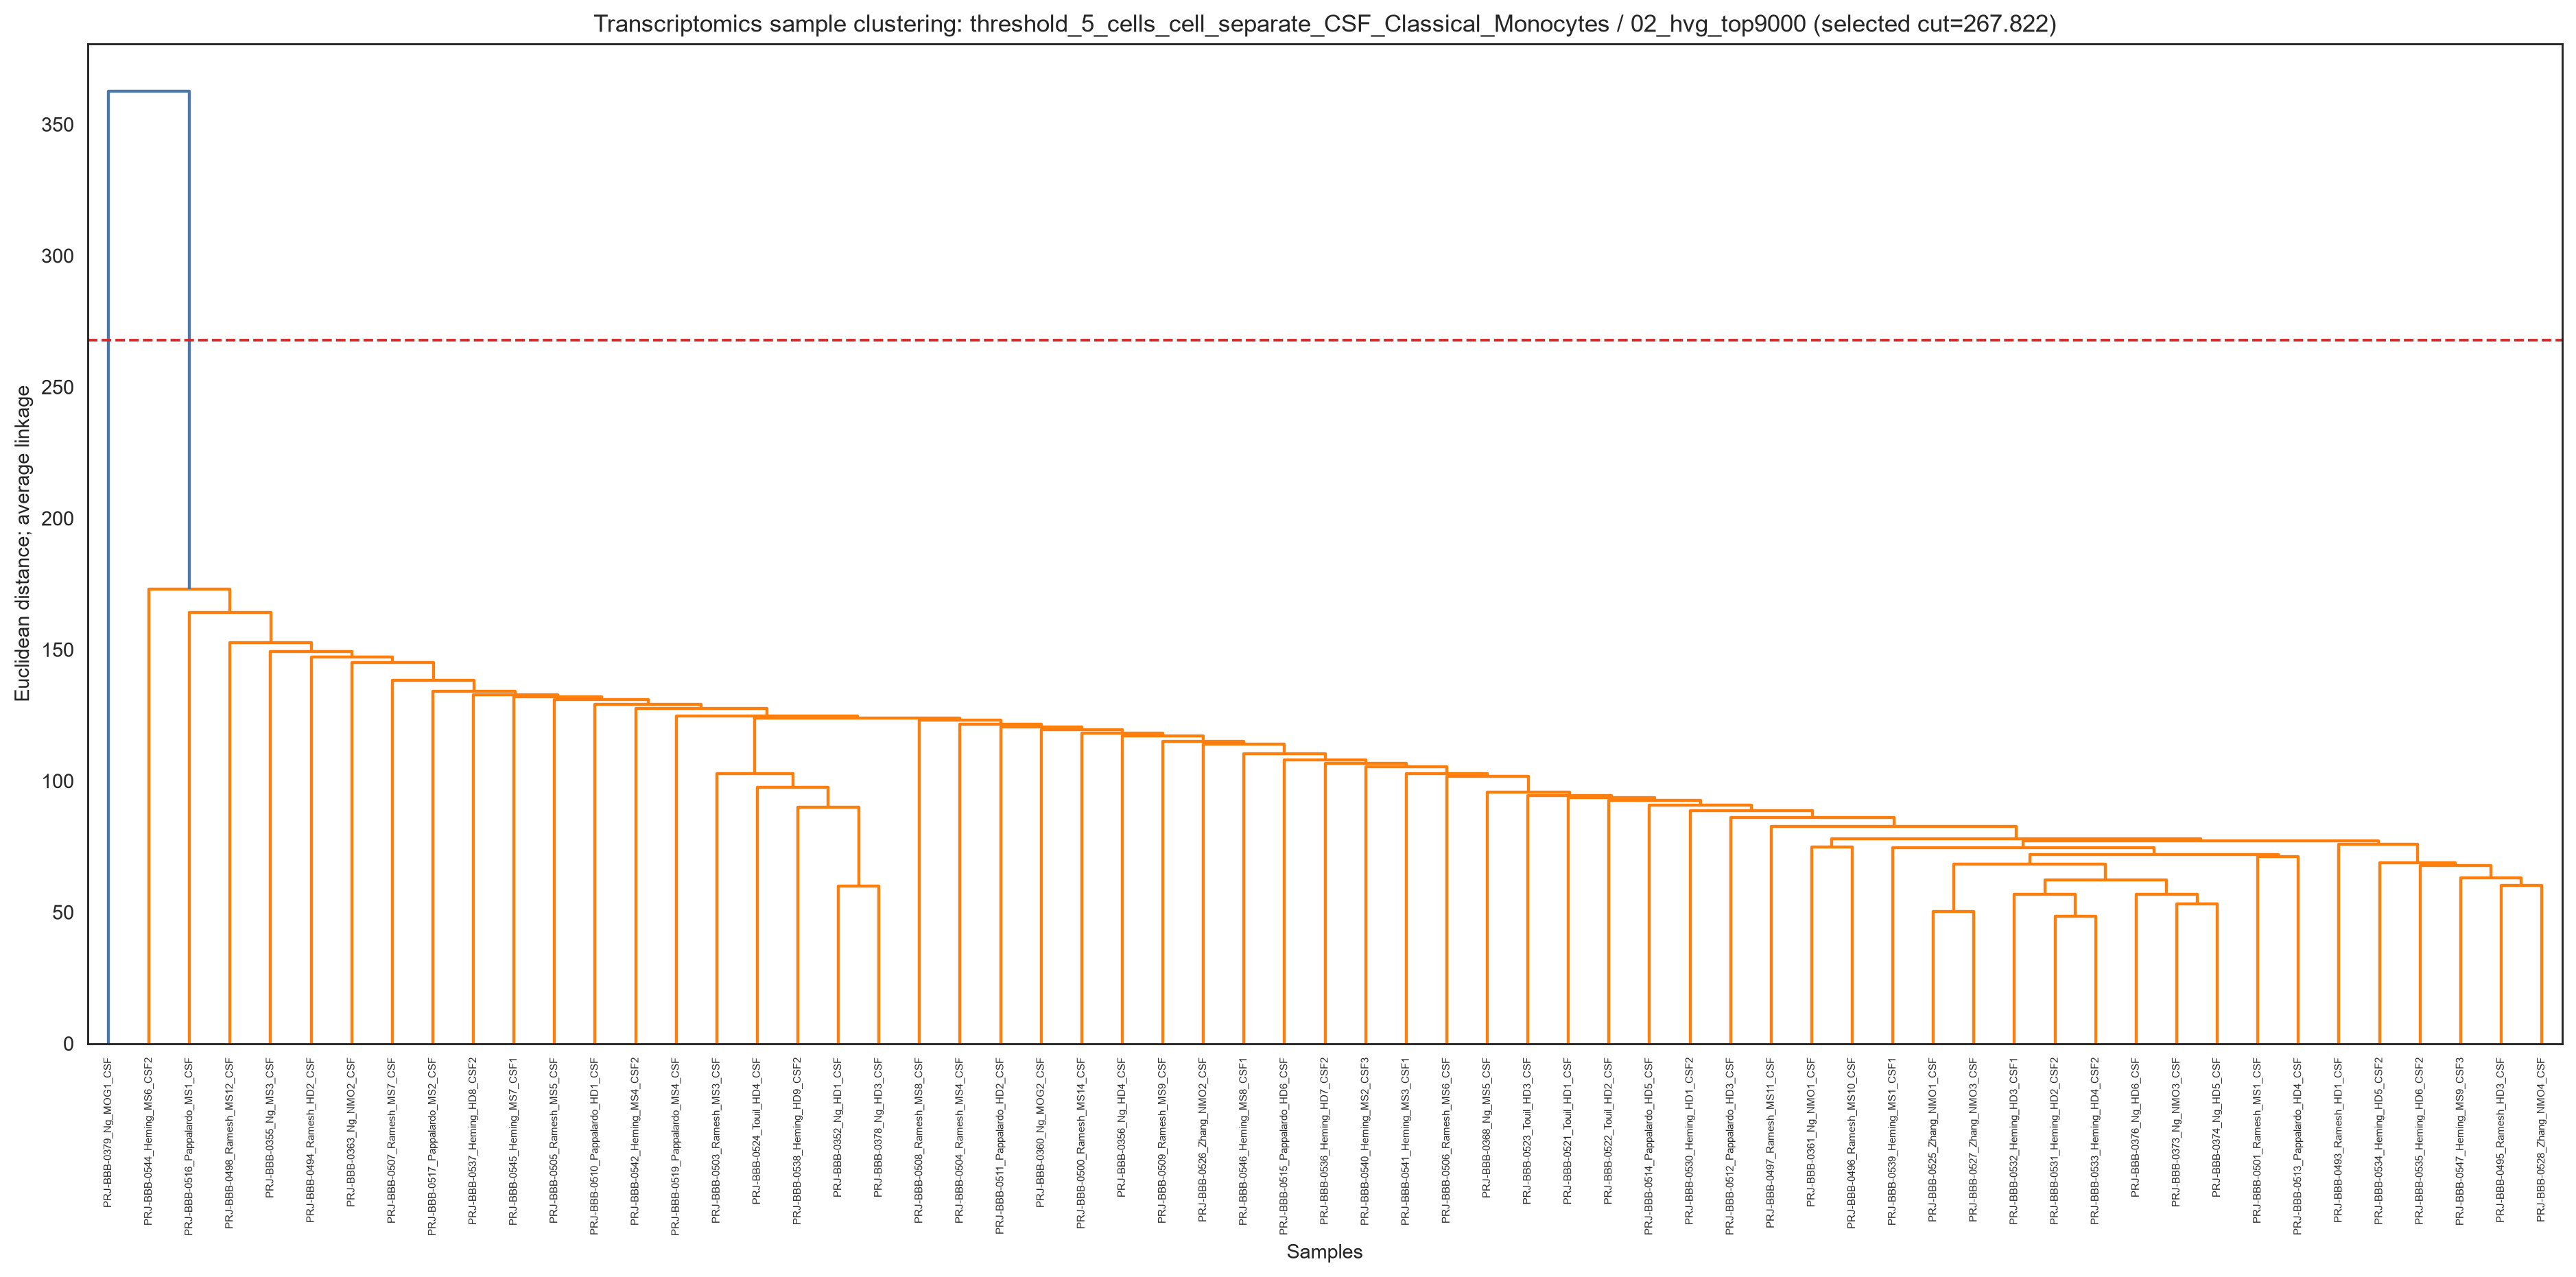 Transcriptomics sample clustering: threshold_5_cells_cell_separate_CSF_Classical_Monocytes / 02_hvg_top9000 (selected cut=267.822)
Euclidean distance; average linkage
350
300
250
200
150
100
50
0
PRJ-BBB-0379_Ng_MOG1_CSF
PRJ-BBB-0544_Heming_MS6_CSF2
PRJ-BBB-0516_Pappalardo_MS1_CSF
PRJ-BBB-0498_Ramesh_MS12_CSF
PRJ-BBB-0355_Ng_MS3_CSF
PRJ-BBB-0494_Ramesh_HD2_CSF
PRJ-BBB-0363_Ng_NMO2_CSF
PRJ-BBB-0507_Ramesh_MS7_CSF
PRJ-BBB-0517_Pappalardo_MS2_CSF
PRJ-BBB-0537_Heming_HD8_CSF2
PRJ-BBB-0545_Heming_MS7_CSF1
PRJ-BBB-0505_Ramesh_MS5_CSF
PRJ-BBB-0510_Pappalardo_HD1_CSF
PRJ-BBB-0542_Heming_MS4_CSF2
PRJ-BBB-0519_Pappalardo_MS4_CSF
PRJ-BBB-0503_Ramesh_MS3_CSF
PRJ-BBB-0524_Touil_HD4_CSF
PRJ-BBB-0538_Heming_HD9_CSF2
PRJ-BBB-0352_Ng_HD1_CSF
PRJ-BBB-0378_Ng_HD3_CSF
PRJ-BBB-0508_Ramesh_MS8_CSF
PRJ-BBB-0504_Ramesh_MS4_CSF
PRJ-BBB-0511_Pappalardo_HD2_CSF
PRJ-BBB-0360_Ng_MOG2_CSF
PRJ-BBB-0500_Ramesh_MS14_CSF
PRJ-BBB-0356_Ng_HD4_CSF
PRJ-BBB-0509_Ramesh_MS9_CSF
PRJ-BBB-0526_Zhang_NMO2_CSF
PRJ-BBB-0546_Heming_MS8_CSF1
PRJ-BBB-0515_Pappalardo_HD6_CSF
PRJ-BBB-0536_Heming_HD7_CSF2
PRJ-BBB-0540_Heming_MS2_CSF3
PRJ-BBB-0541_Heming_MS3_CSF1
PRJ-BBB-0506_Ramesh_MS6_CSF
PRJ-BBB-0368_Ng_MS5_CSF
PRJ-BBB-0523_Touil_HD3_CSF
PRJ-BBB-0521_Touil_HD1_CSF
PRJ-BBB-0522_Touil_HD2_CSF
PRJ-BBB-0514_Pappalardo_HD5_CSF
PRJ-BBB-0530_Heming_HD1_CSF2
PRJ-BBB-0512_Pappalardo_HD3_CSF
PRJ-BBB-0497_Ramesh_MS11_CSF
PRJ-BBB-0361_Ng_NMO1_CSF
PRJ-BBB-0496_Ramesh_MS10_CSF
PRJ-BBB-0539_Heming_MS1_CSF1
PRJ-BBB-0525_Zhang_NMO1_CSF
PRJ-BBB-0527_Zhang_NMO3_CSF
PRJ-BBB-0532_Heming_HD3_CSF1
PRJ-BBB-0531_Heming_HD2_CSF2
PRJ-BBB-0533_Heming_HD4_CSF2
PRJ-BBB-0376_Ng_HD6_CSF
PRJ-BBB-0373_Ng_NMO3_CSF
PRJ-BBB-0374_Ng_HD5_CSF
PRJ-BBB-0501_Ramesh_MS1_CSF
PRJ-BBB-0513_Pappalardo_HD4_CSF
PRJ-BBB-0493_Ramesh_HD1_CSF
PRJ-BBB-0534_Heming_HD5_CSF2
PRJ-BBB-0535_Heming_HD6_CSF2
PRJ-BBB-0547_Heming_MS9_CSF3
PRJ-BBB-0495_Ramesh_HD3_CSF
PRJ-BBB-0528_Zhang_NMO4_CSF
Samples